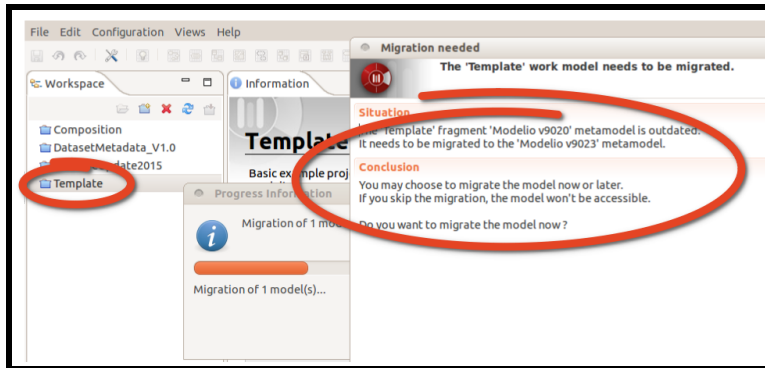 File Edit Configuration Views Help
Migration needed
The 'Template' work model needs to be migrated.
Workspace
Information
Situation
'Template' fragment 'Modelio v9020' metamodel is outdated.
It needs to be migrated to the 'Modelio v9023' metamodel.
Conclusion
You may choose to migrate the model now or later.
If you skip the migration, the model won't be accessible.
Do you want to migrate the model now ?
Composition
DatasetMetadata_V1.0
date2015
Template
Template
Basic example proj
Progress Information
Migration of 1 mod
Migration of 1 model(s)...